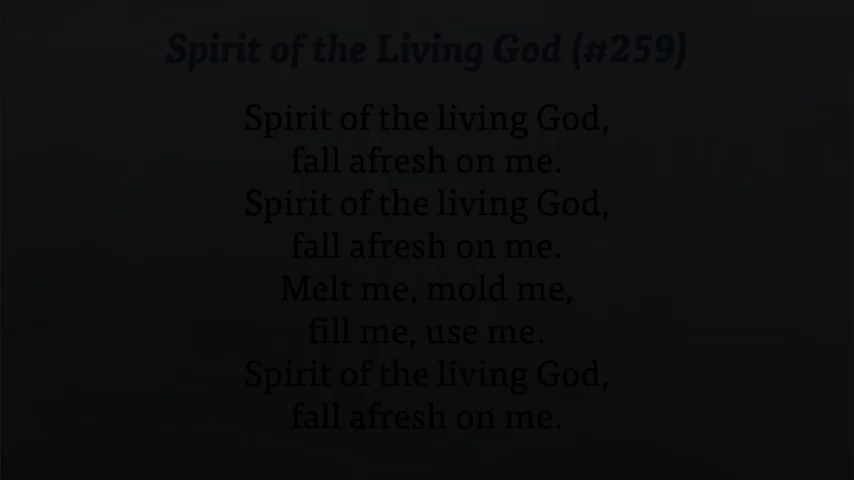 Spirit of the Living God (#259)
Spirit of the living God,
fall afresh on me.
Spirit of the living God,
fall afresh on me.
Melt me, mold me,
fill me, use me.
Spirit of the living God,
fall afresh on me.